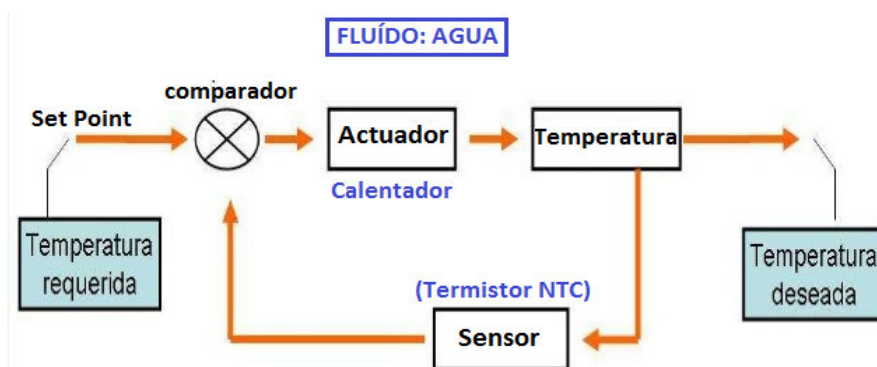 FLUÍDO: AGUA
comparador
Set Point
Actuador
Temperatura
Calentador
Temperatura
requerida
Temperatura
deseada
(Termistor NTC)
Sensor